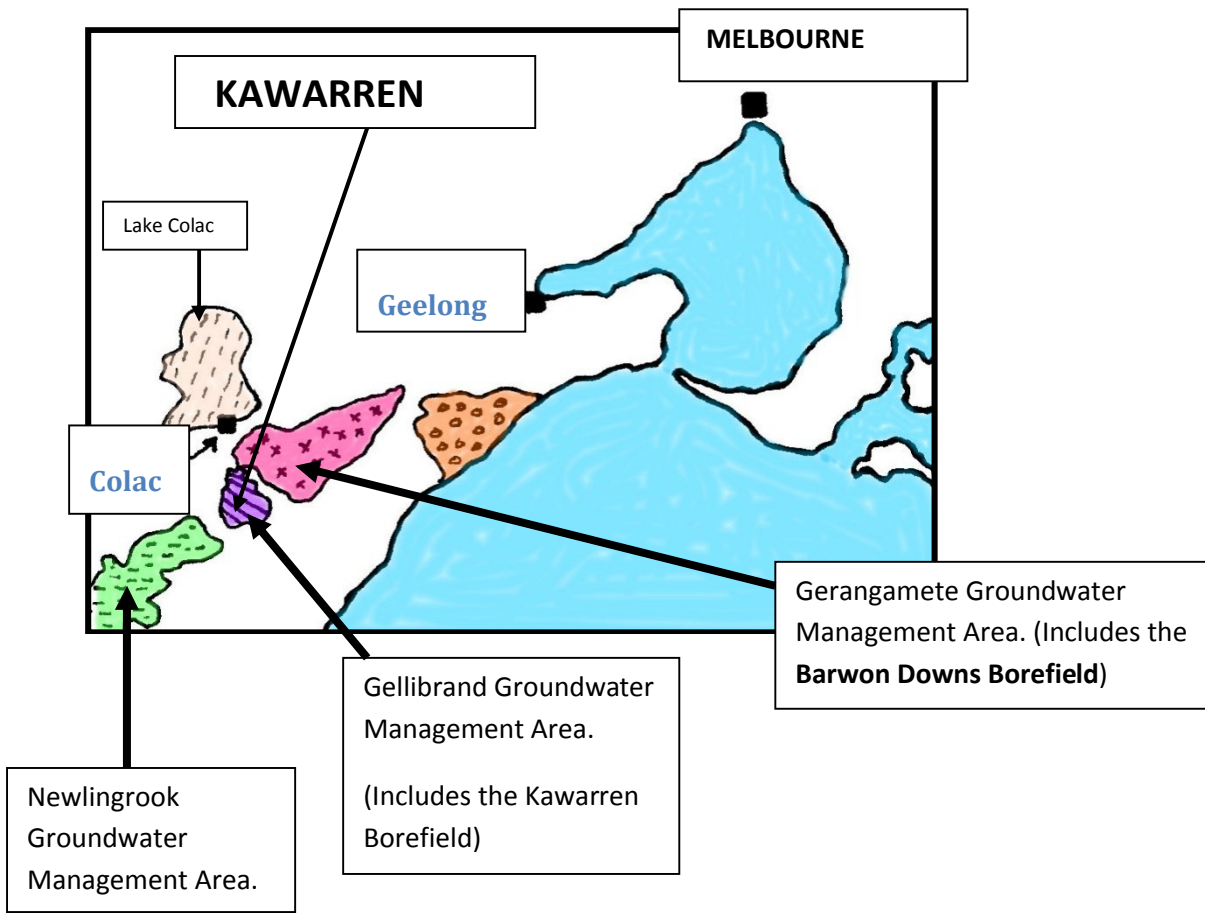 MELBOURNE
KAWARREN
Lake Colac
Geelong
Colac
Gerangamete Groundwater
Management Area. (Includes the
Barwon Downs Borefield)
Gellibrand Groundwater
Management Area.
(Includes the Kawarren
Borefield)
Newlingrook
Groundwater
Management Area.